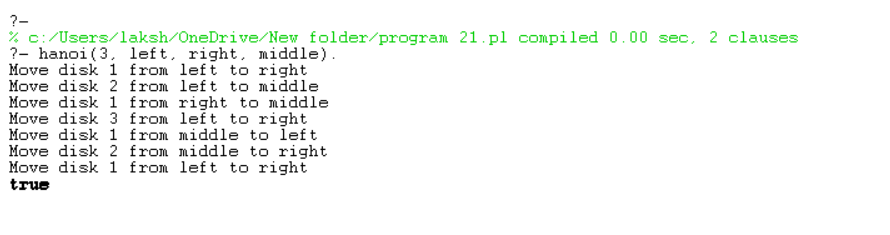 ?-
% c:/Users/laksh/OneDrive/New folder/program 21.pl compiled 0.00 sec, 2 clauses
?- hanoi(3, left, right, middle).
Move disk 1 from left to right
Move disk 2 from left to middle
Move disk 1 from right to middle
Move disk 3 from left to right
Move disk 1 from middle to left
Move disk 2 from middle to right
Move disk 1 from left to right
true